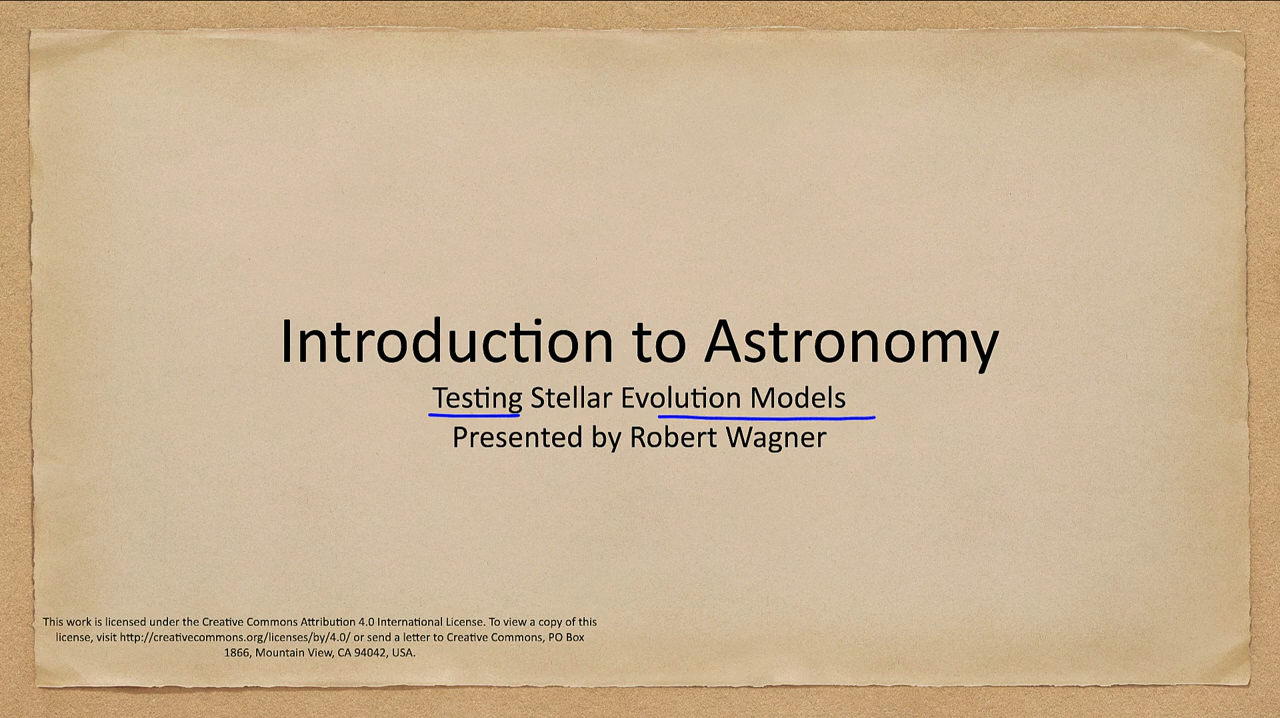 Introduction to Astronomy
Testing Stellar Evolution Models
Presented by Robert Wagner
This work is licensed under the Creative Commons Attribution 4.0 International License. To view a copy of this
license, visit http://creativecommons.org/licenses/by/4.0/ or send a letter to Creative Commons, PO Box
1866, Mountain View, CA 94042, USA.